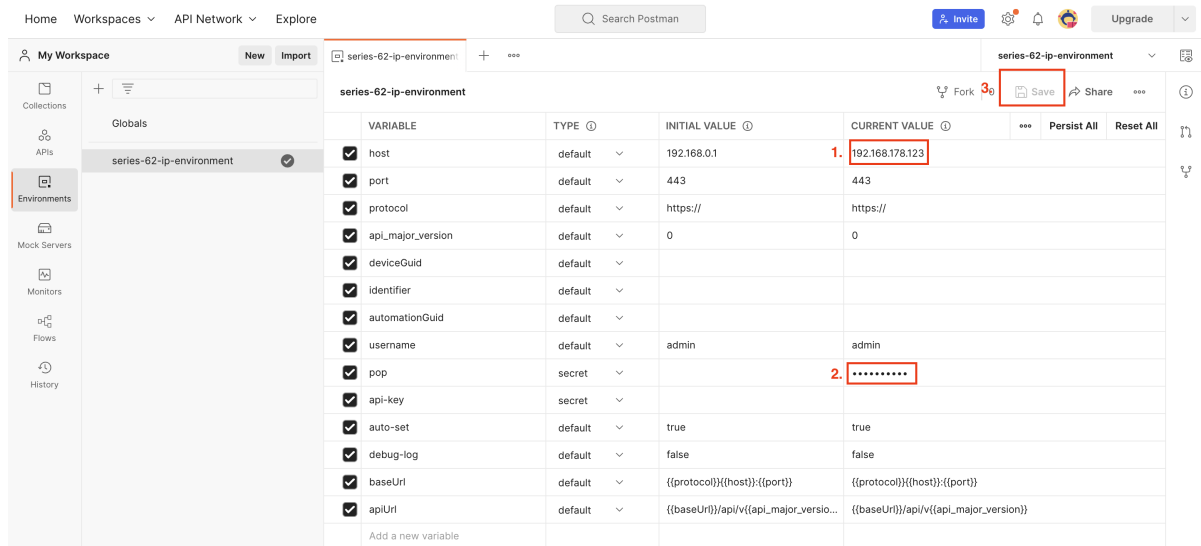 Home Workspaces API Network Explore Search Postman Invite Upgrade
My Workspace New Import series-62-ip-environment series-62-ip-environment
Collections
APIs
Environments
Mock Servers
Monitors
Flows
History
Globals
series-62-ip-environment
series-62-ip-environment Fork 0 3. Save Share
VARIABLE TYPE INITIAL VALUE CURRENT VALUE Persist All Reset All
host default 192.168.0.1 1. 192.168.178.123
port default 443 443
protocol default https:// https://
api_major_version default 0 0
deviceGuid default
identifier default
automationGuid default
username default admin admin
pop secret 2. ••••••••••
api-key secret
auto-set default true true
debug-log default false false
baseUrl default {{protocol}}{{host}}:{{port}} {{protocol}}{{host}}:{{port}}
apiUrl default {{baseUrl}}/api/v{{api_major_versio... {{baseUrl}}/api/v{{api_major_version}}
Add a new variable